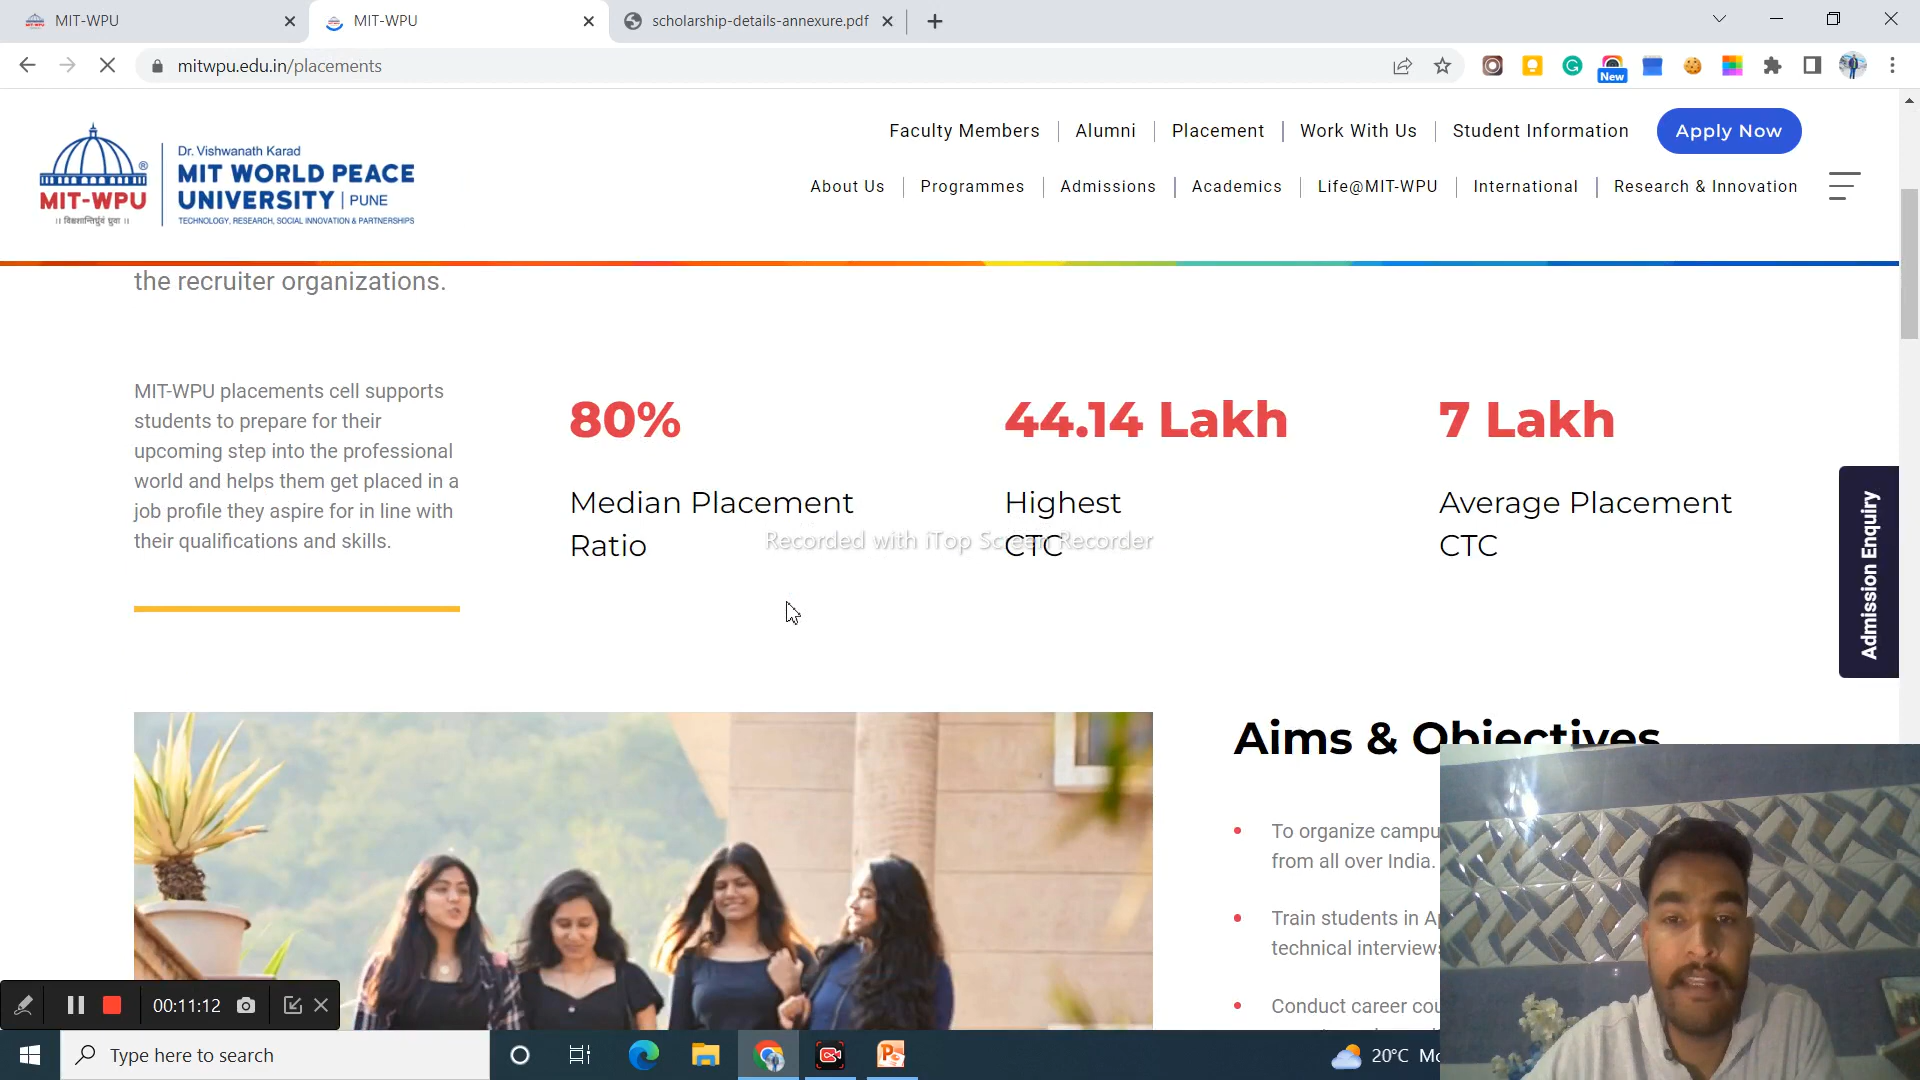 MIT-WPU
MIT-WPU
scholarship-details-annexure.pdf
mitwpu.edu.in/placements
New
Faculty Members
Alumni
Placement
Work With Us
Student Information
Apply Now
Dr. Vishwanath Karad
MIT WORLD PEACE
UNIVERSITY | PUNE
TECHNOLOGY, RESEARCH, SOCIAL INNOVATION & PARTNERSHIPS
MIT-WPU
®
About Us
Programmes
Admissions
Academics
Life@MIT-WPU
International
Research & Innovation
the recruiter organizations.
MIT-WPU placements cell supports
students to prepare for their
upcoming step into the professional
world and helps them get placed in a
job profile they aspire for in line with
their qualifications and skills.
80%
Median Placement
Ratio
44.14 Lakh
Highest
CTC
7 Lakh
Average Placement
CTC
Recorded with iTop Screen Recorder
Admission Enquiry
Aims & Objectives
To organize campu
from all over India.
Train students in A
technical interviews
Conduct career cou
00:11:12
Type here to search
20°C Mo